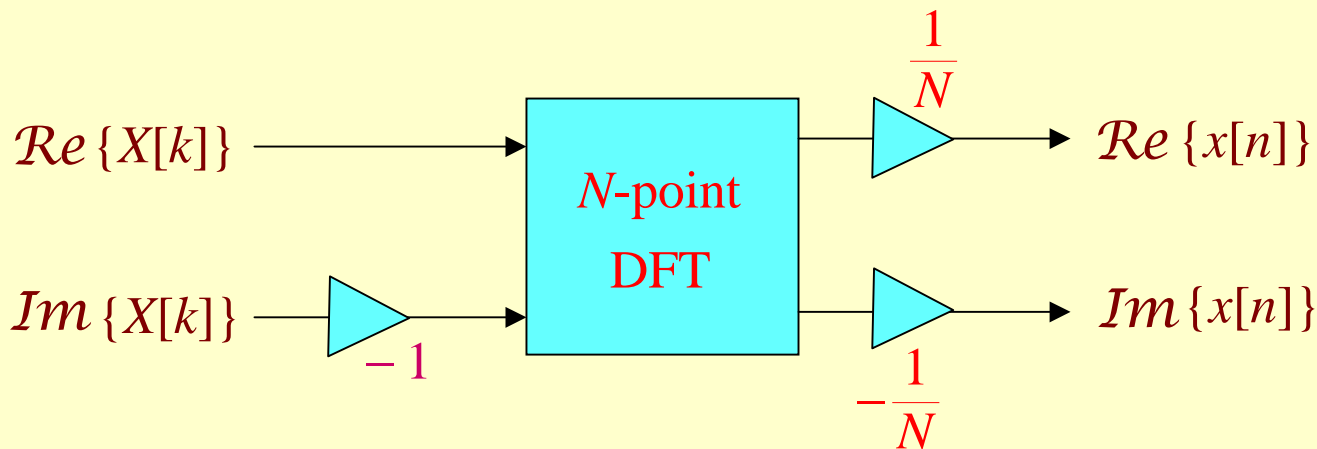 1
N
Re {X[k]}
Re {x[n]}
N-point
DFT
Im {X[k]}
Im {x[n]}
– 1
– 1
N